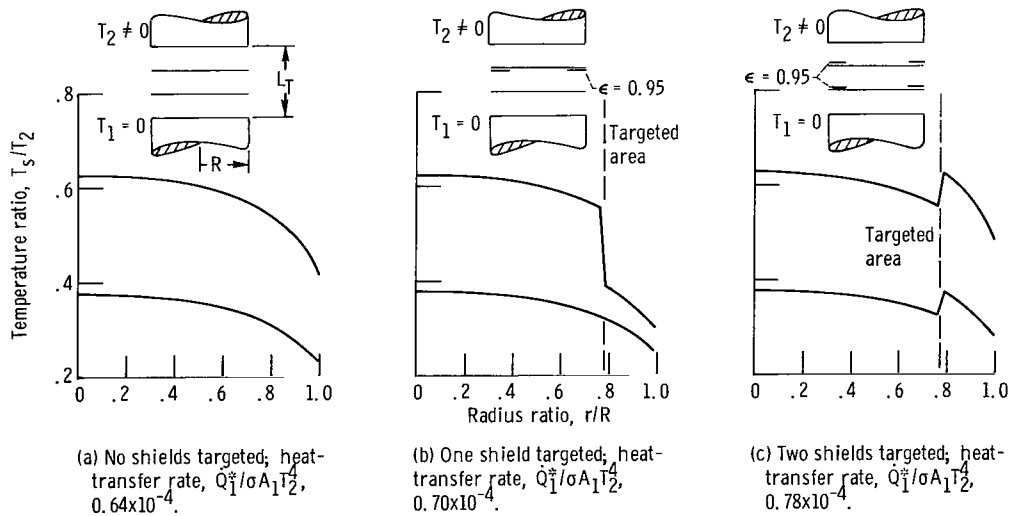 T₂ ≠ 0
L_T
T₁ = 0
R
.8
.6
.4
.2
Temperature ratio, T_s/T₂
0 .2 .4 .6 .8 1.0
T₂ ≠ 0
ϵ = 0.95
T₁ = 0
Targeted
area
0 .2 .4 .6 .8 1.0
Radius ratio, r/R
T₂ ≠ 0
ϵ = 0.95
T₁ = 0
Targeted
area
0 .2 .4 .6 .8 1.0
(a) No shields targeted; heat-
transfer rate, Q̇₁*/σA₁T₂⁴,
0.64x10⁻⁴.
(b) One shield targeted; heat-
transfer rate, Q̇₁*/σA₁T₂⁴,
0.70x10⁻⁴.
(c) Two shields targeted; heat-
transfer rate, Q̇₁*/σA₁T₂⁴,
0.78x10⁻⁴.